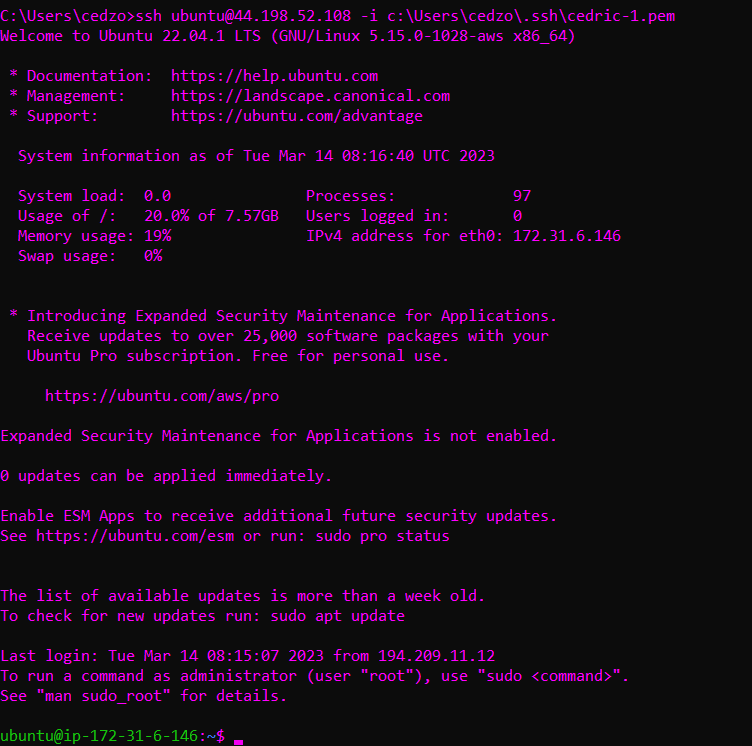 C:\Users\cedzo>ssh ubuntu@44.198.52.108 -i c:\Users\cedzo\.ssh\cedric-1.pem
Welcome to Ubuntu 22.04.1 LTS (GNU/Linux 5.15.0-1028-aws x86_64)
* Documentation:  https://help.ubuntu.com
* Management:     https://landscape.canonical.com
* Support:        https://ubuntu.com/advantage
System information as of Tue Mar 14 08:16:40 UTC 2023
System load:  0.0               Processes:             97
Usage of /:   20.0% of 7.57GB   Users logged in:       0
Memory usage: 19%               IPv4 address for eth0: 172.31.6.146
Swap usage:   0%
* Introducing Expanded Security Maintenance for Applications.
Receive updates to over 25,000 software packages with your
Ubuntu Pro subscription. Free for personal use.
https://ubuntu.com/aws/pro
Expanded Security Maintenance for Applications is not enabled.
0 updates can be applied immediately.
Enable ESM Apps to receive additional future security updates.
See https://ubuntu.com/esm or run: sudo pro status
The list of available updates is more than a week old.
To check for new updates run: sudo apt update
Last login: Tue Mar 14 08:15:07 2023 from 194.209.11.12
To run a command as administrator (user "root"), use "sudo <command>".
See "man sudo_root" for details.
ubuntu@ip-172-31-6-146:~$